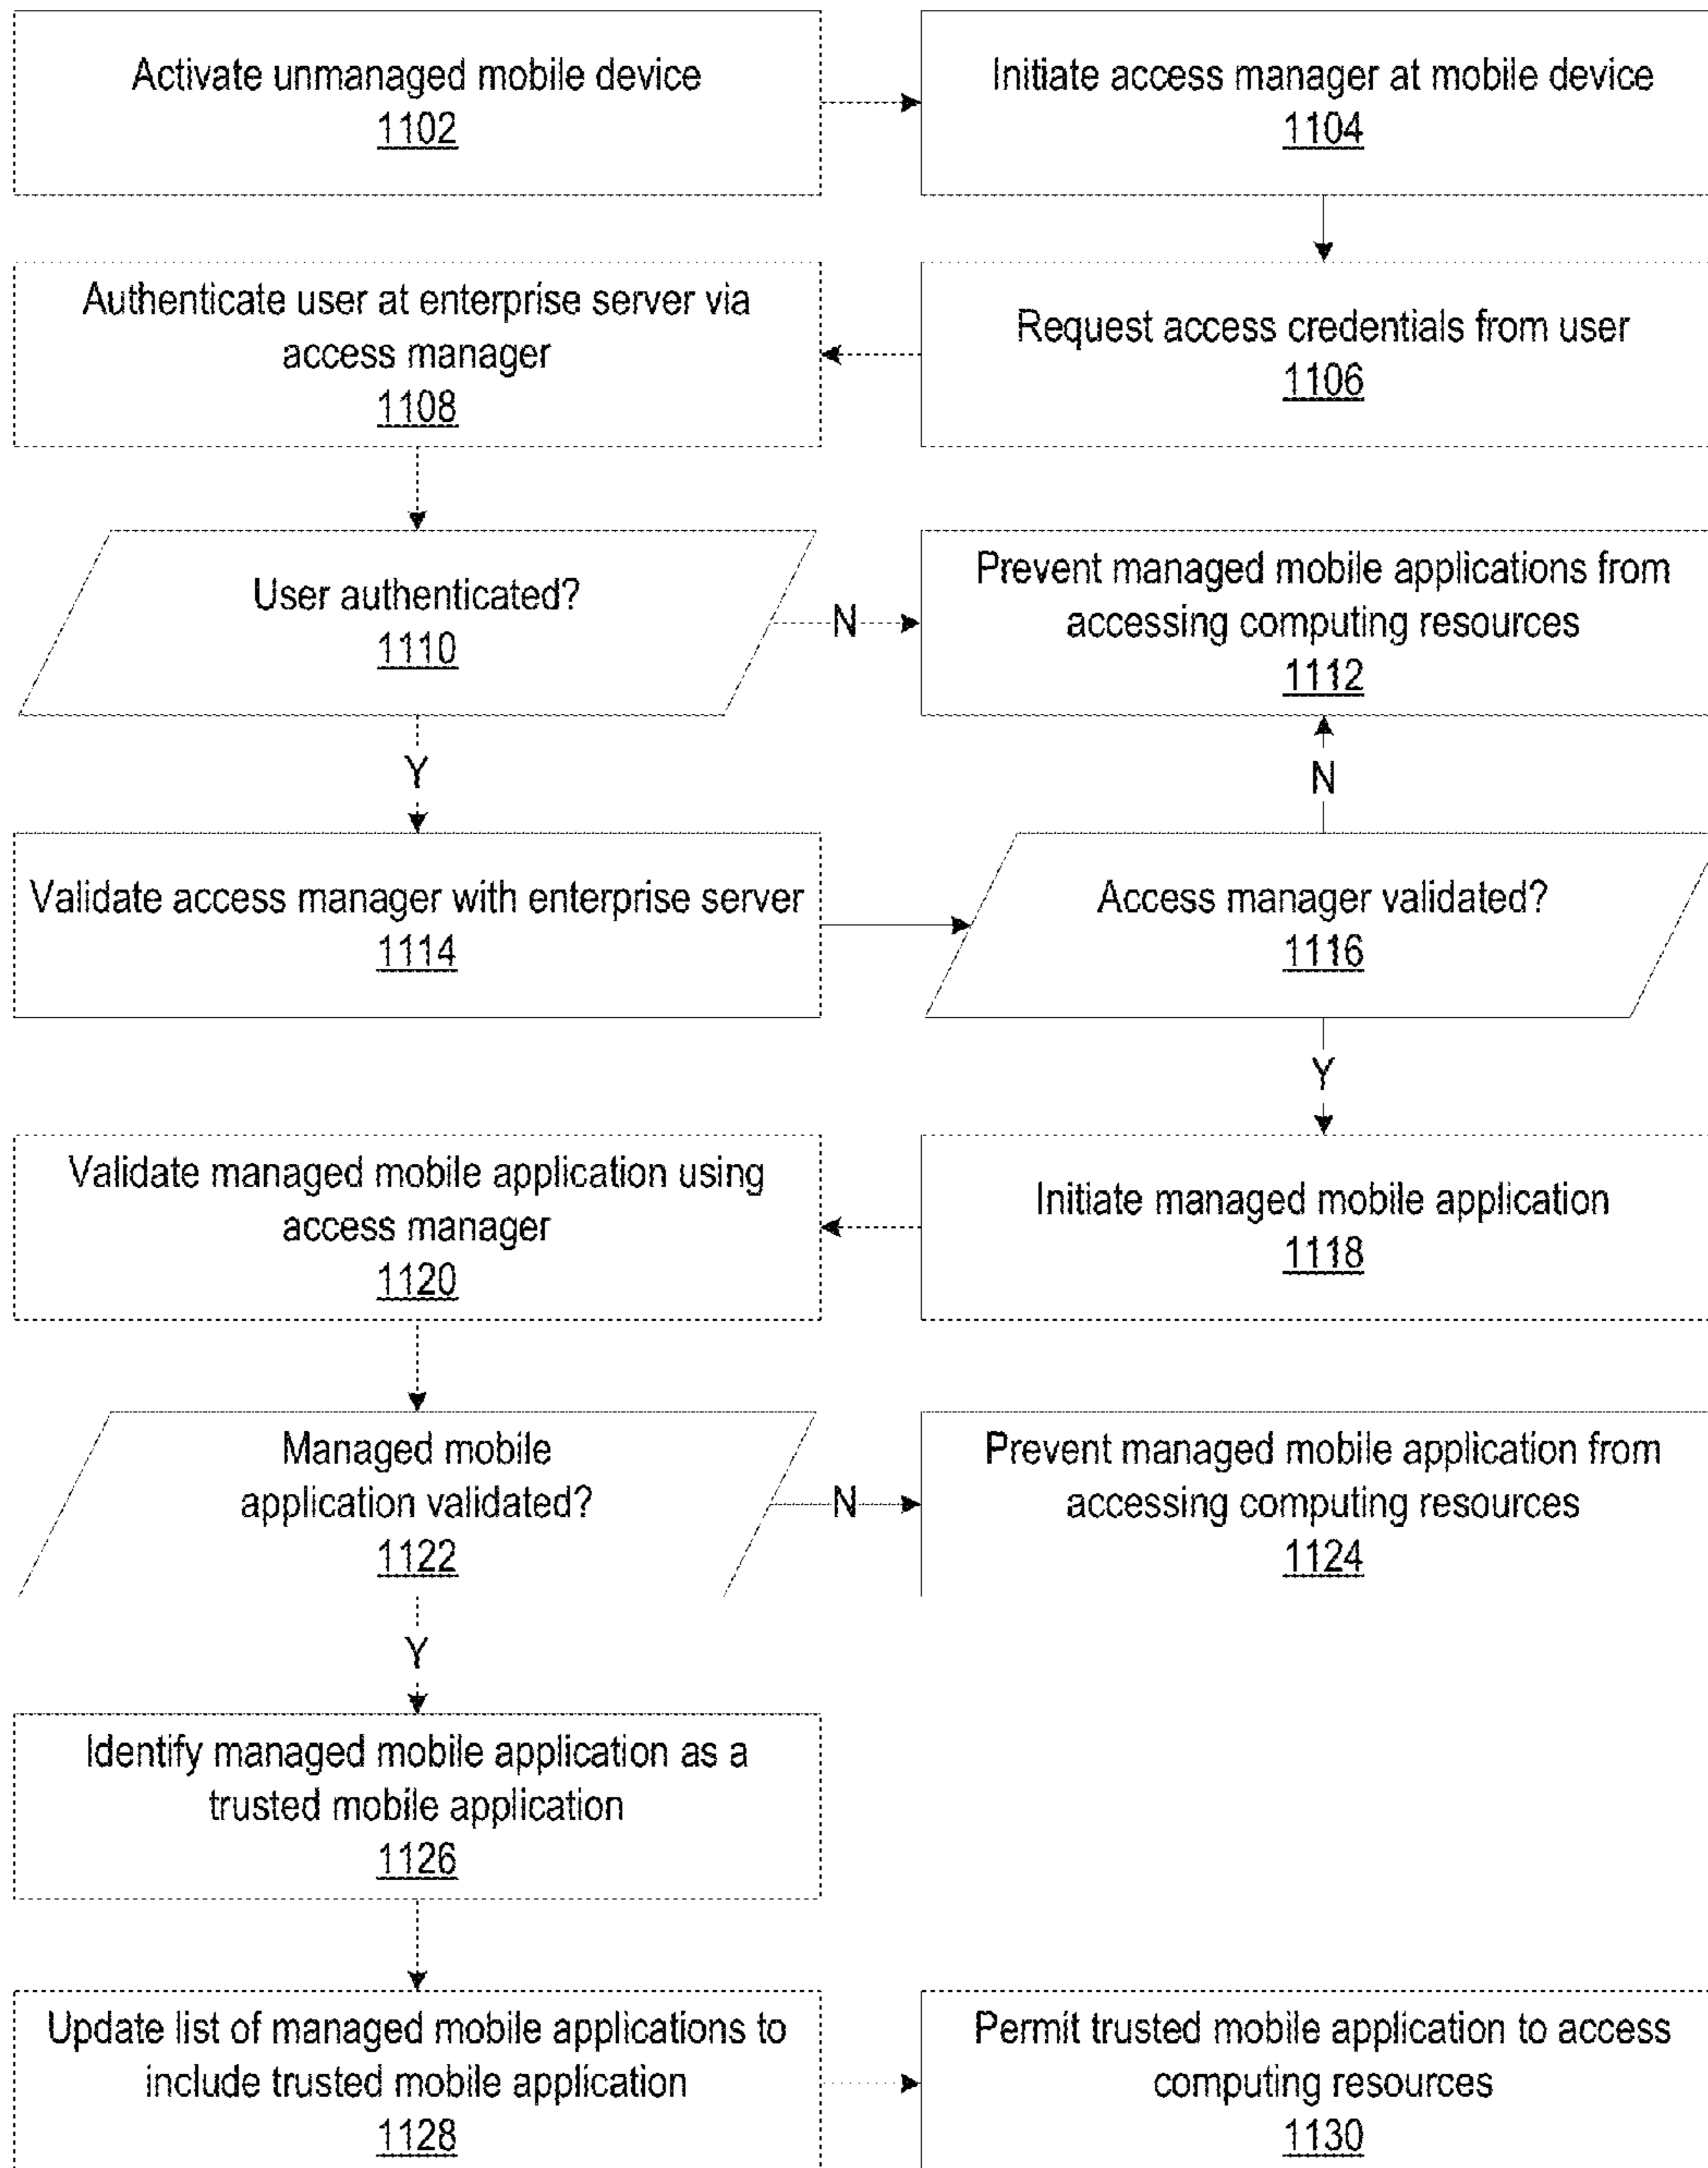 Activate unmanaged mobile device
1102
Initiate access manager at mobile device
1104
Request access credentials from user
1106
Authenticate user at enterprise server via
access manager
1108
User authenticated?
1110
N
Prevent managed mobile applications from
accessing computing resources
1112
Y
Validate access manager with enterprise server
1114
Access manager validated?
1116
N
Y
Initiate managed mobile application
1118
Validate managed mobile application using
access manager
1120
Managed mobile
application validated?
1122
N
Prevent managed mobile application from
accessing computing resources
1124
Y
Identify managed mobile application as a
trusted mobile application
1126
Update list of managed mobile applications to
include trusted mobile application
1128
Permit trusted mobile application to access
computing resources
1130